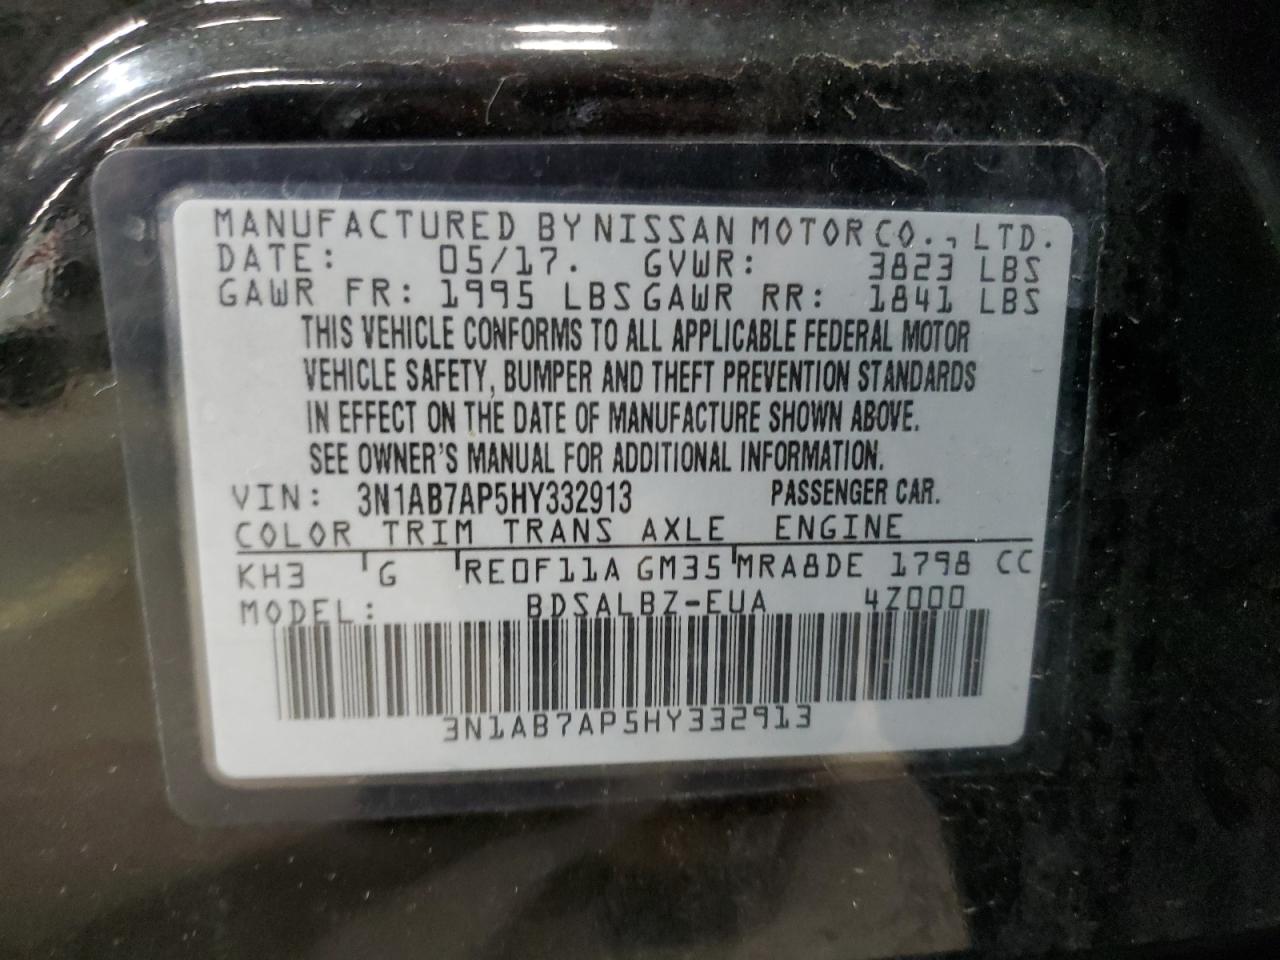 MANUFACTURED BY NISSAN MOTOR CO., LTD.
DATE: 05/17. GVWR: 3823 LBS
GAWR FR: 1995 LBS GAWR RR: 1841 LBS
THIS VEHICLE CONFORMS TO ALL APPLICABLE FEDERAL MOTOR
VEHICLE SAFETY, BUMPER AND THEFT PREVENTION STANDARDS
IN EFFECT ON THE DATE OF MANUFACTURE SHOWN ABOVE.
SEE OWNER'S MANUAL FOR ADDITIONAL INFORMATION.
VIN: 3N1AB7AP5HY332913 PASSENGER CAR.
COLOR TRIM TRANS AXLE ENGINE
KH3 G RE0F11A GM35 MRA8DE 1798 CC
MODEL: BDSALBZ-EUA 4Z000
3N1AB7AP5HY332913